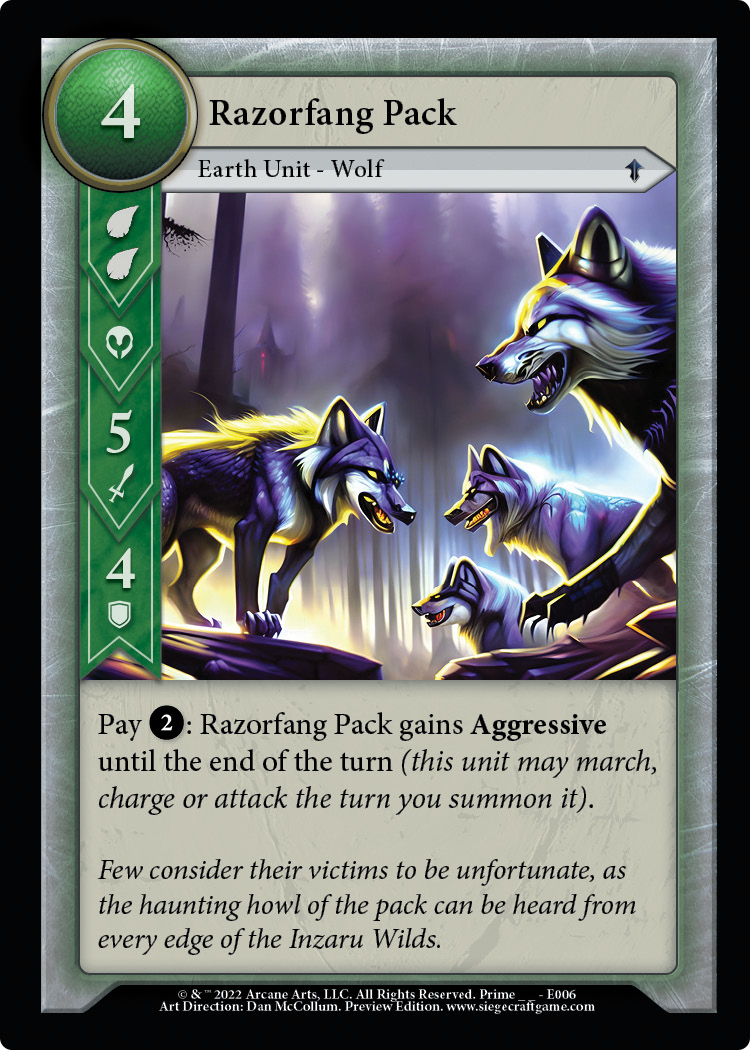 4
Razorfang Pack
Earth Unit - Wolf
5
4
Pay 2: Razorfang Pack gains Aggressive
until the end of the turn (this unit may march,
charge or attack the turn you summon it).
Few consider their victims to be unfortunate, as
the haunting howl of the pack can be heard from
every edge of the Inzaru Wilds.
© & ™ 2022 Arcane Arts, LLC. All Rights Reserved. Prime _ _ - E006
Art Direction: Dan McCollum. Preview Edition. www.siegecraftgame.com